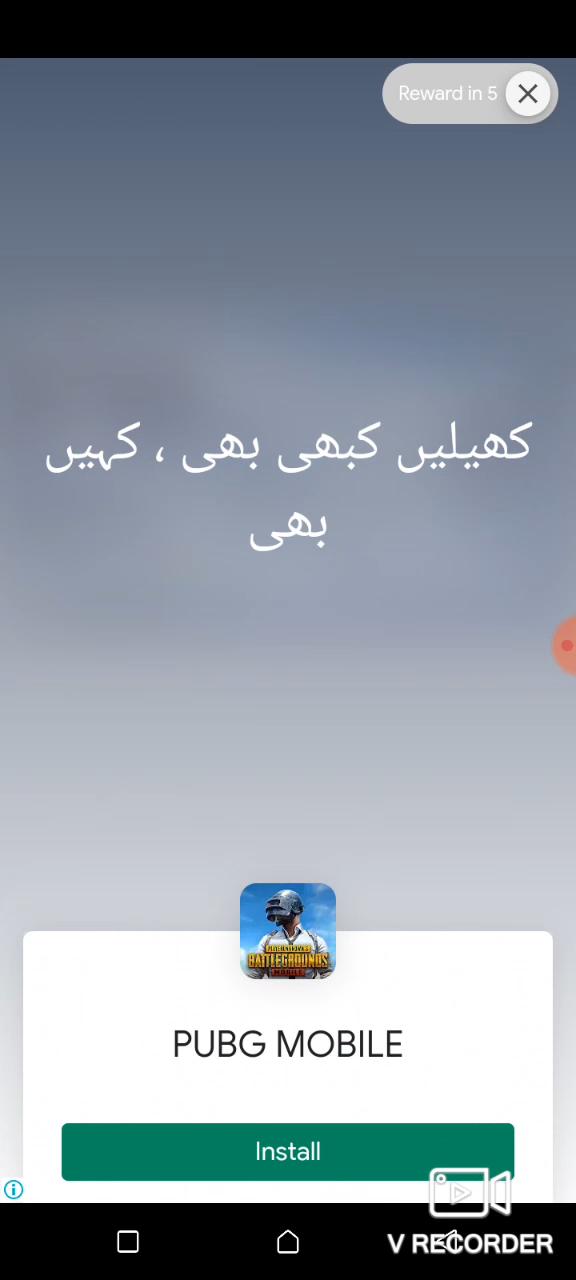 Reward in 5
کھیلیں کبھی بھی ، کہیں
بھی
BATTLEGROUNDS
MOBILE
PUBG MOBILE
Install
V RECORDER